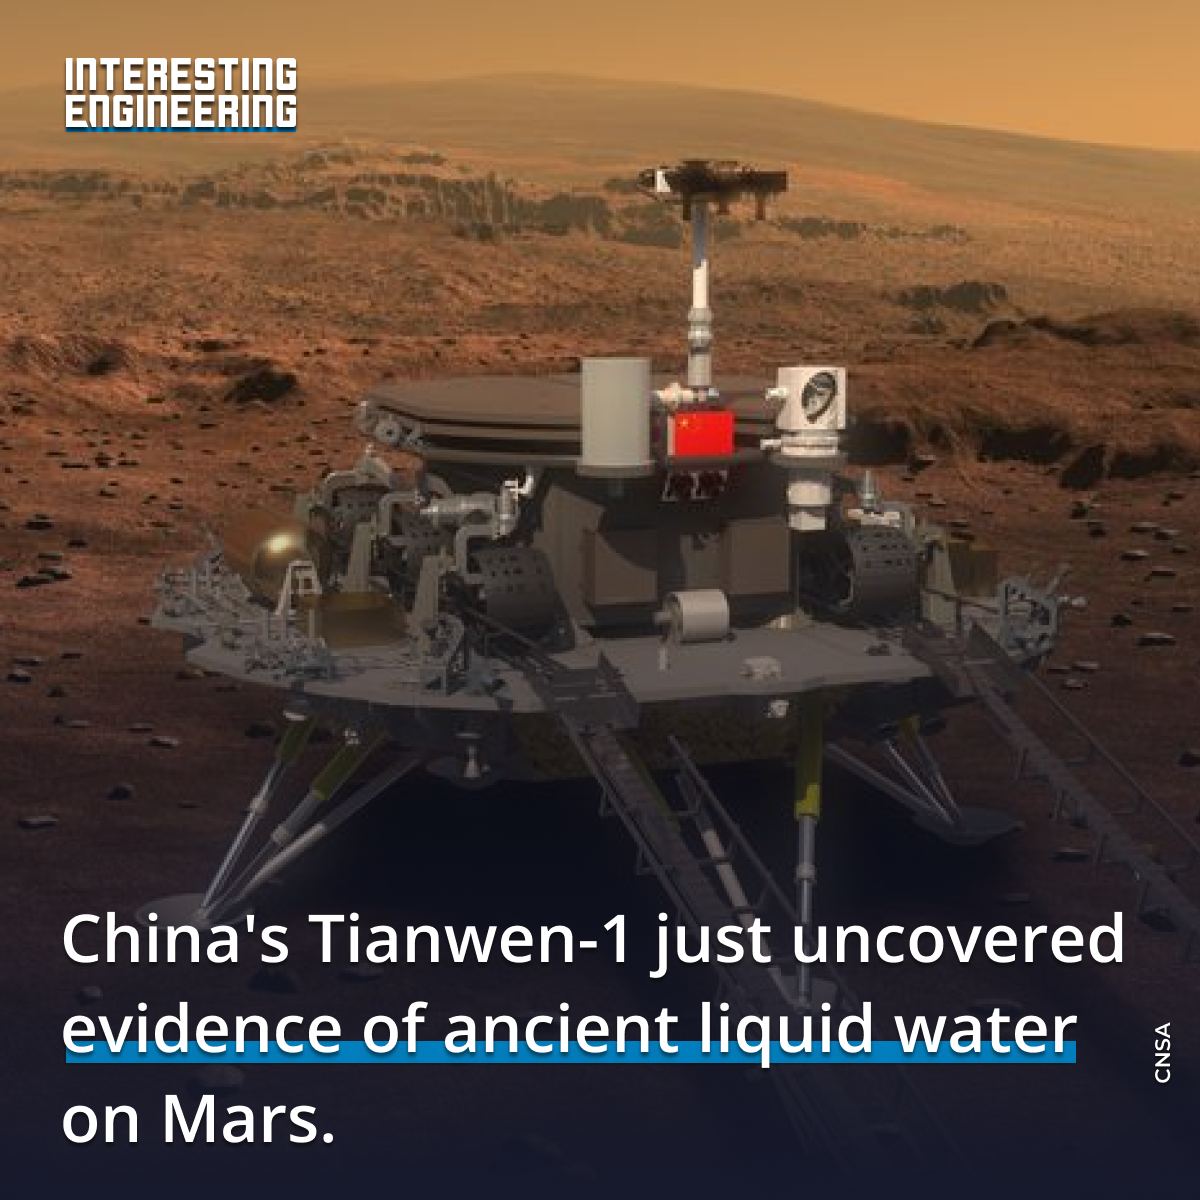 INTERESTING
ENGINEERING
China's Tianwen-1 just uncovered
evidence of ancient liquid water
on Mars.
CNSA